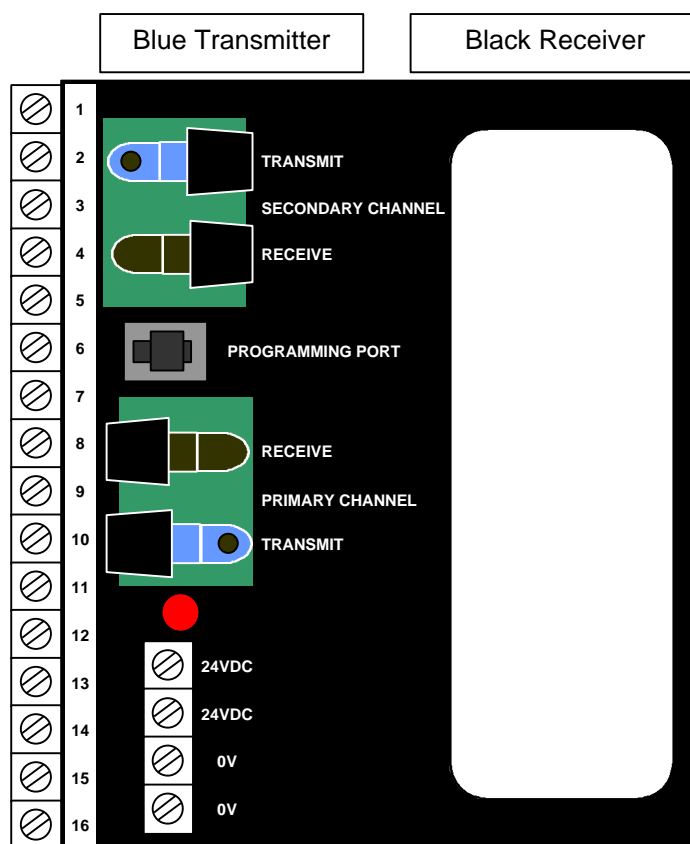 Blue Transmitter
Black Receiver
1
2
3
4
5
6
7
8
9
10
11
12
13
14
15
16
TRANSMIT
SECONDARY CHANNEL
RECEIVE
PROGRAMMING PORT
RECEIVE
PRIMARY CHANNEL
TRANSMIT
24VDC
24VDC
0V
0V